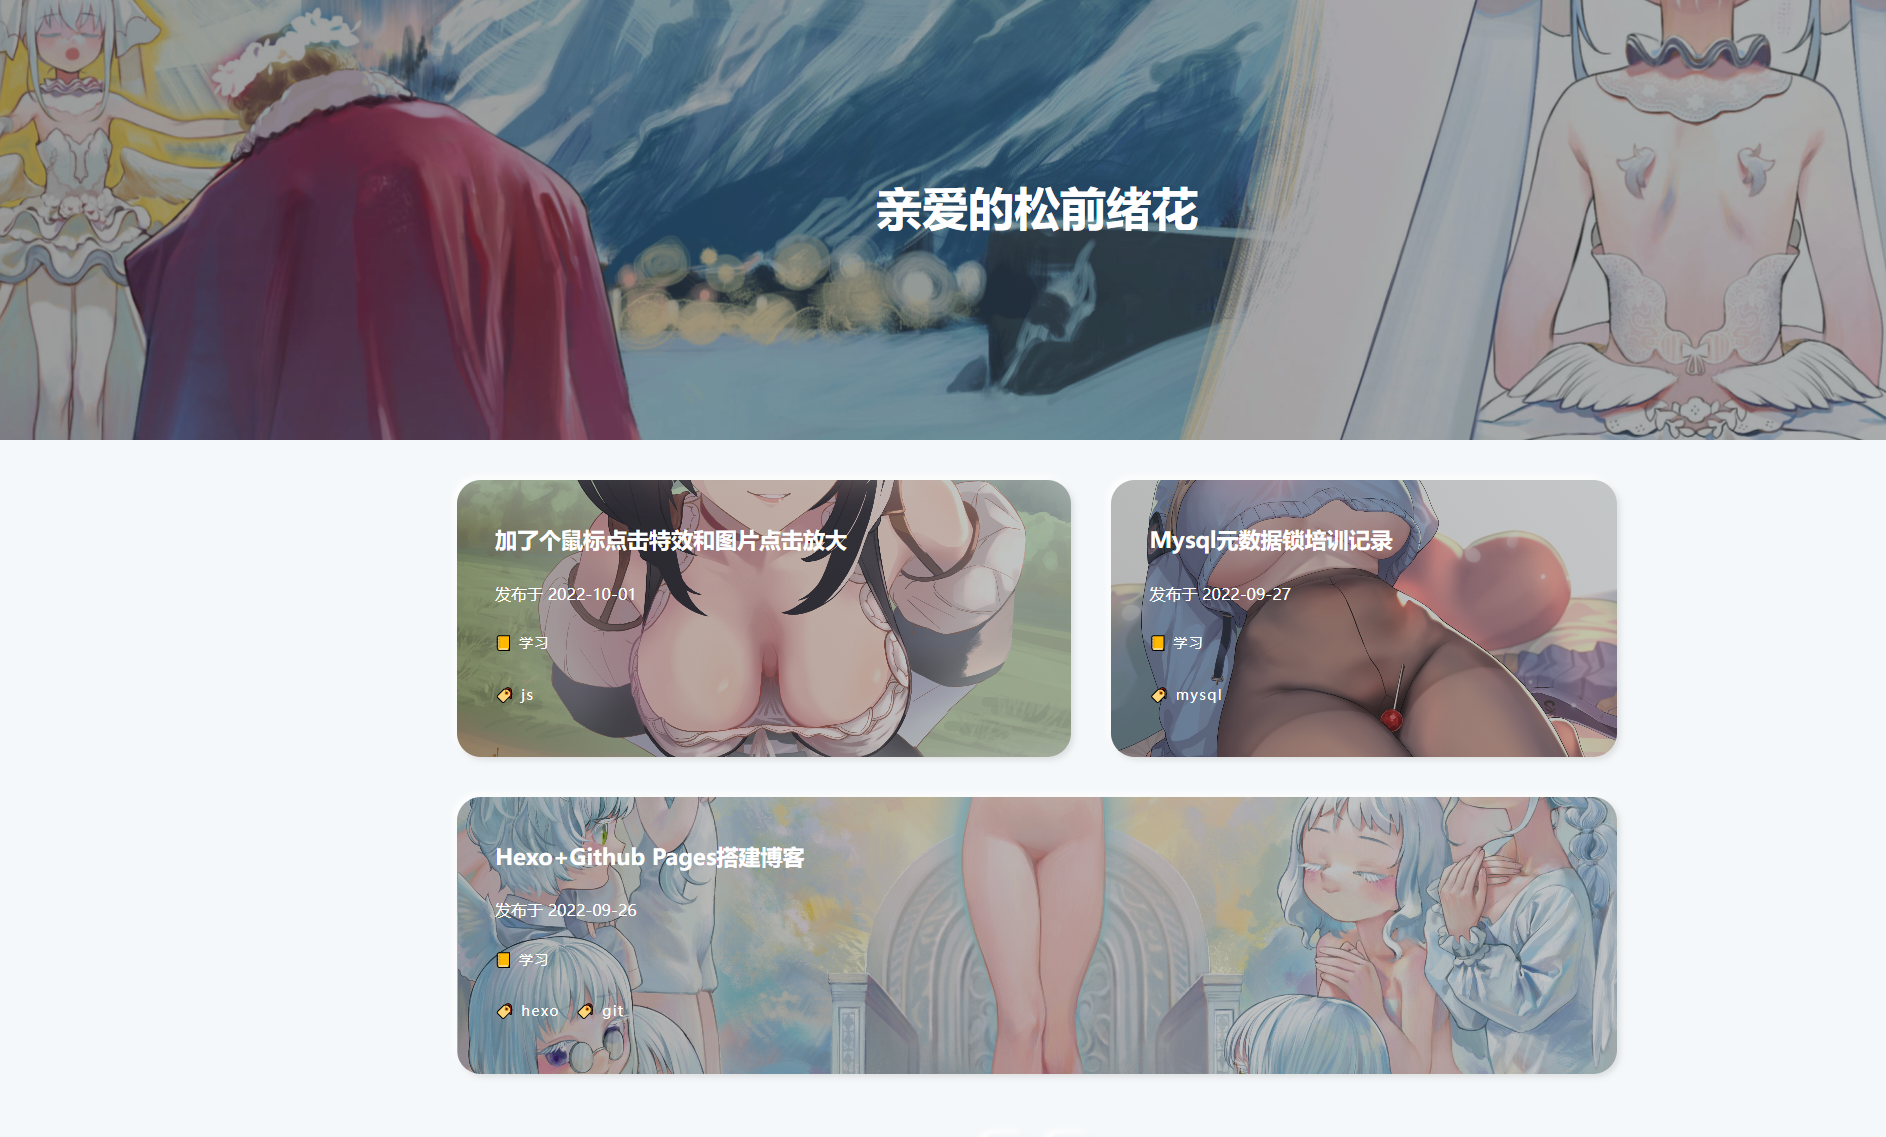 亲爱的松前绪花
加了个鼠标点击特效和图片点击放大
发布于 2022-10-01
学习
js
Mysql元数据锁培训记录
发布于 2022-09-27
学习
mysql
Hexo+Github Pages搭建博客
发布于 2022-09-26
学习
hexo git